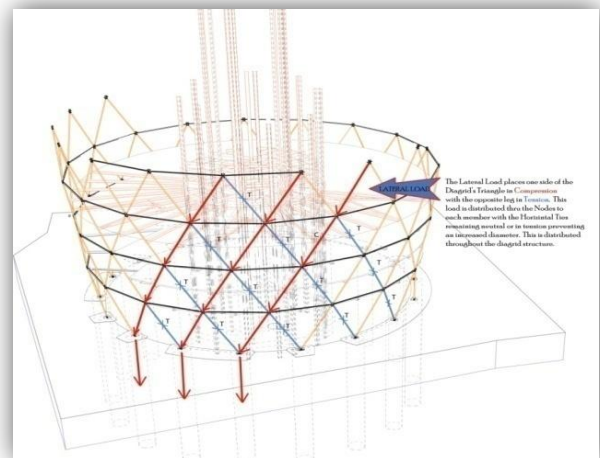 LATERAL LOAD
The Lateral Load places one side of the
Diagrid's Triangle in Compression
with the opposite leg in Tension. This
load is distributed thru the Nodes to
each member with the Horizintal Ties
remaining neutral or in tension preventing
an increased diameter. This is distributed
throughout the diagrid structure.
T
T
C
T
T
T
T
T
T
T
T